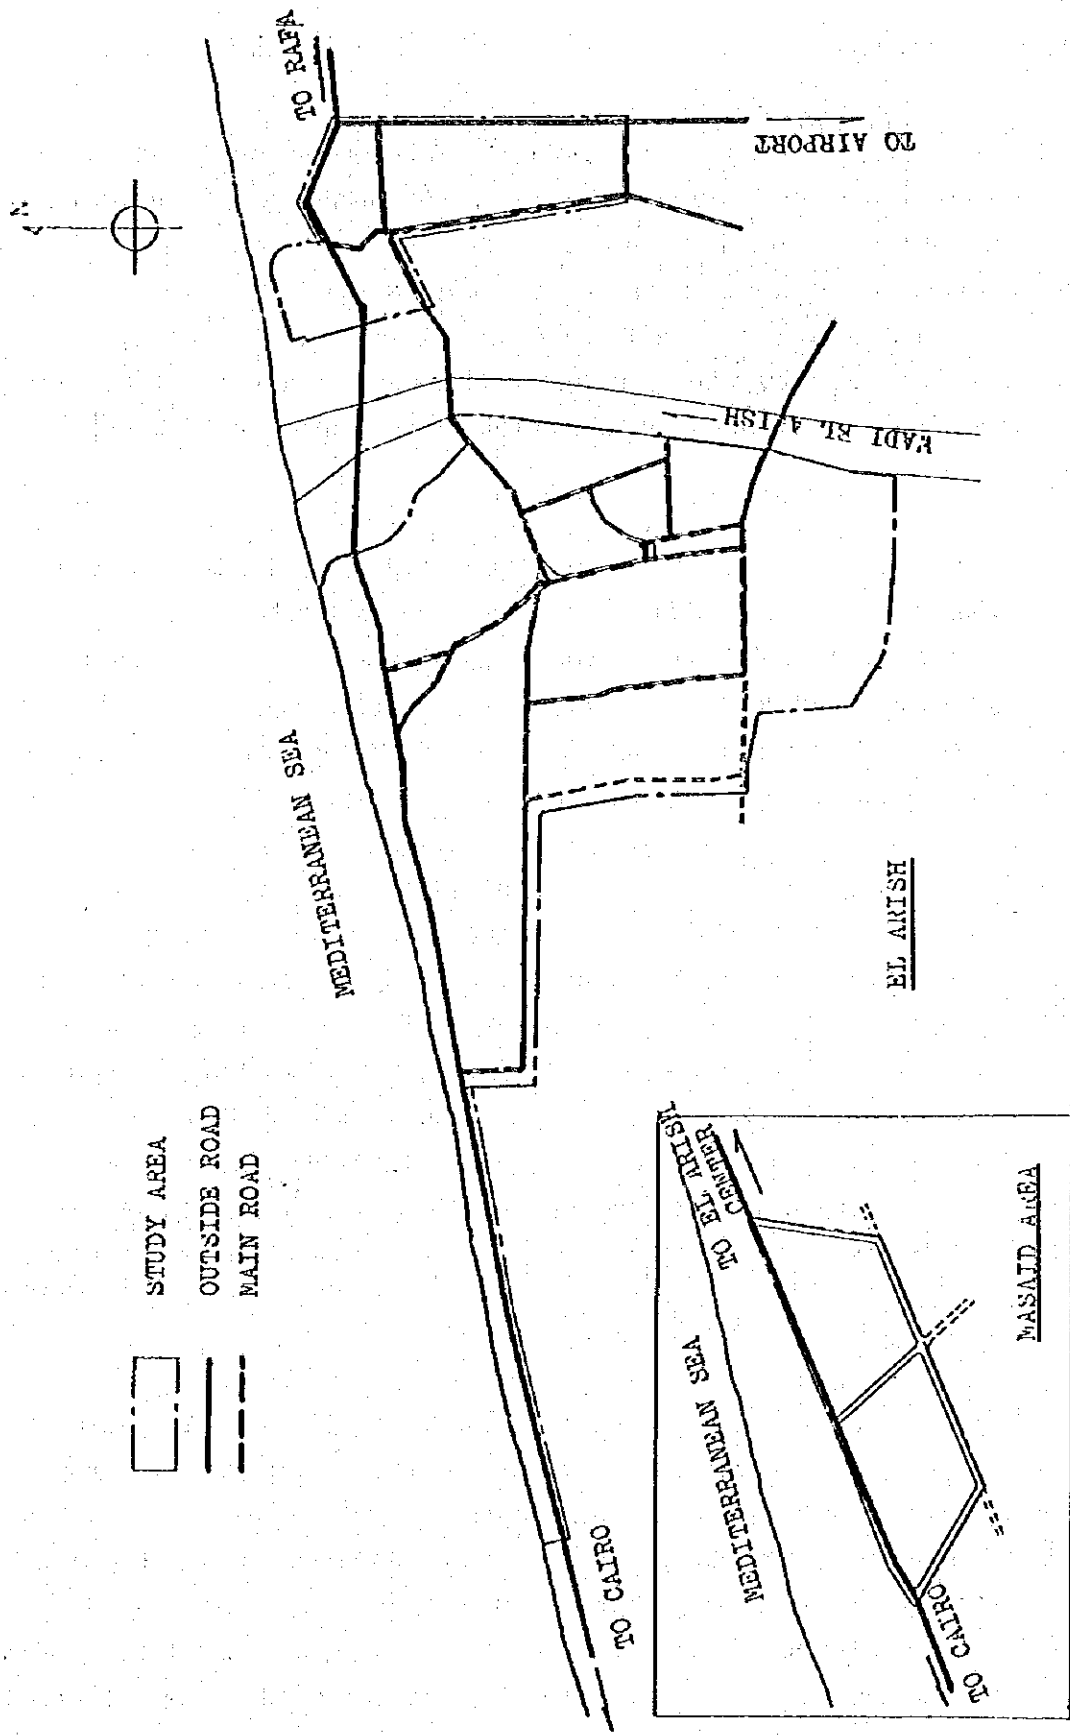 N
TO RAFA
TO AIRPORT
WADI EL ARISH
MEDITERRANEAN SEA
STUDY AREA
OUTSIDE ROAD
MAIN ROAD
TO CAIRO
EL ARISH
MEDITERRANEAN SEA
TO EL ARISH
CENTER
TO CAIRO
MASAID AREA